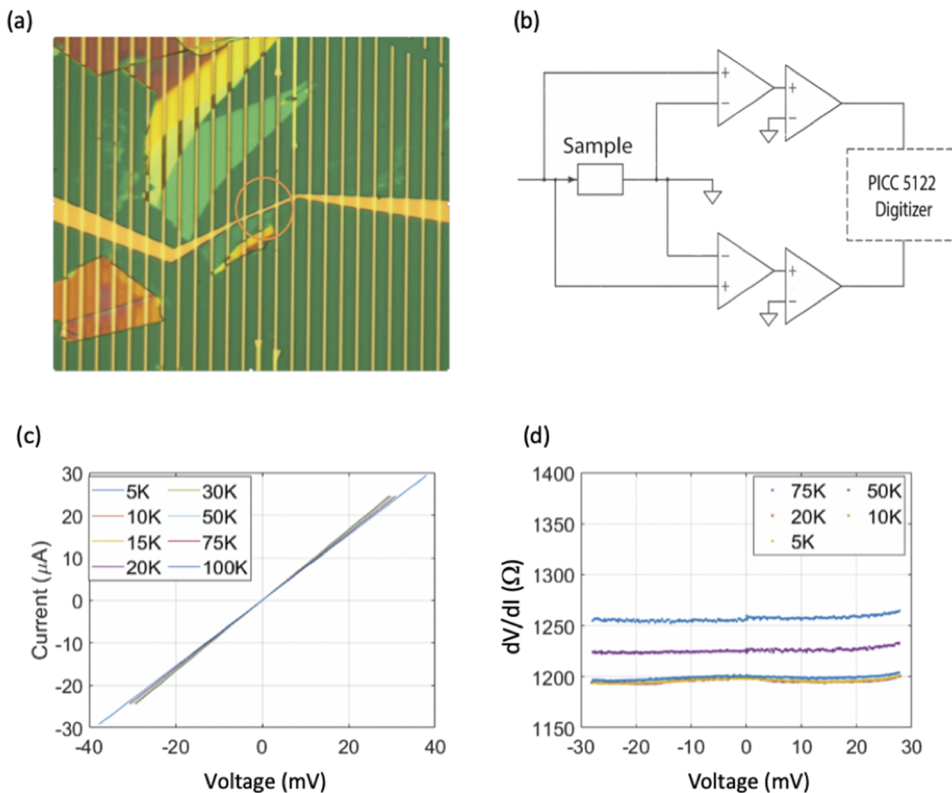 (a)
(b)
Sample
+
−
+
−
PICC 5122
Digitizer
−
+
+
−
(c)
30
20
10
0
-10
-20
-30
Current (μA)
5K 30K
10K 50K
15K 75K
20K 100K
-40 -20 0 20 40
Voltage (mV)
(d)
1400
1350
1300
1250
1200
1150
dV/dI (Ω)
75K 50K
20K 10K
5K
-30 -20 -10 0 10 20 30
Voltage (mV)